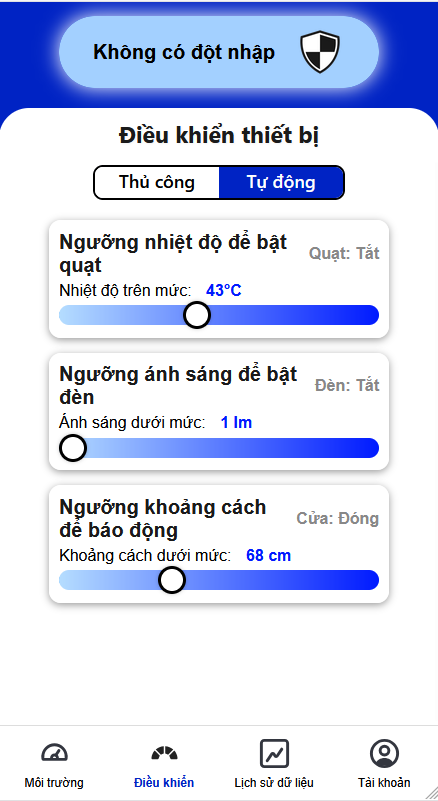 Không có đột nhập
Điều khiển thiết bị
Thủ công
Tự động
Ngưỡng nhiệt độ để bật
quạt
Quạt: Tắt
Nhiệt độ trên mức: 43°C
Ngưỡng ánh sáng để bật
đèn
Đèn: Tắt
Ánh sáng dưới mức: 1 lm
Ngưỡng khoảng cách
để báo động
Cửa: Đóng
Khoảng cách dưới mức: 68 cm
Môi trường
Điều khiển
Lịch sử dữ liệu
Tài khoản